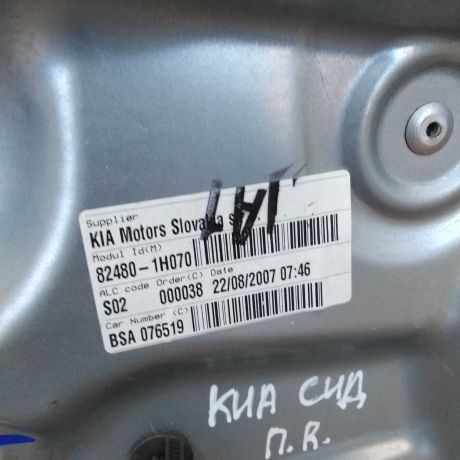 Supplier
KIA Motors Slovakia s
Modul Id(M)
82480-1H070
ALC code Order(C) Date
S02 000038 22/08/2007 07:46
Car Number (C)
BSA 076519
КИА СИД
П.R.